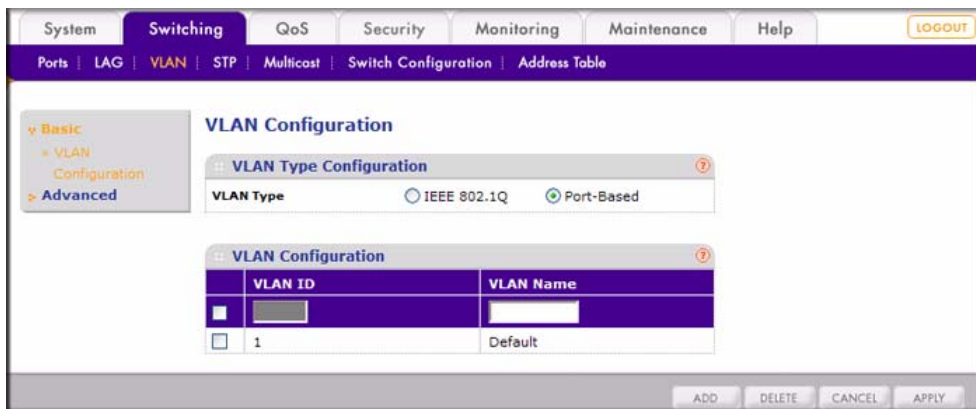 System Switching QoS Security Monitoring Maintenance Help LOGOUT
Ports LAG VLAN STP Multicast Switch Configuration Address Table
Basic
VLAN
Configuration
Advanced
VLAN Configuration
VLAN Type Configuration ?
VLAN Type IEEE 802.1Q Port-Based
VLAN Configuration ?
VLAN ID VLAN Name
1 Default
ADD DELETE CANCEL APPLY